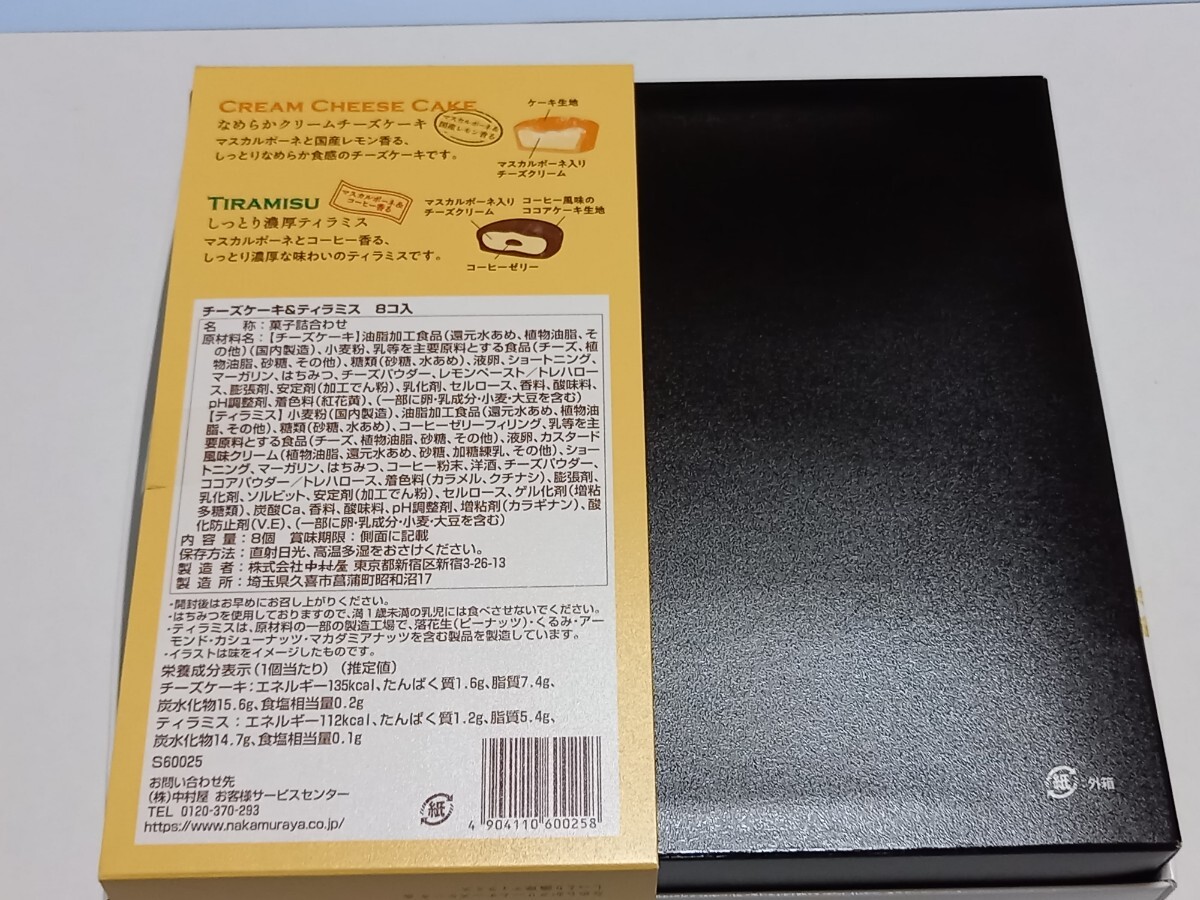 CREAM CHEESE CAKE
なめらかクリームチーズケーキ
マスカルポーネ&
国産レモン香る
マスカルポーネと国産レモン香る、
しっとりなめらか食感のチーズケーキです。
ケーキ生地
マスカルポーネ入り
チーズクリーム
TIRAMISU
しっとり濃厚ティラミス
マスカルポーネ&
コーヒー香る
マスカルポーネとコーヒー香る、
しっとり濃厚な味わいのティラミスです。
マスカルポーネ入り
チーズクリーム
コーヒー風味の
ココアケーキ生地
コーヒーゼリー
チーズケーキ&ティラミス 8コ入
名 称:菓子詰合わせ
原材料名:【チーズケーキ】油脂加工食品(還元水あめ、植物油脂、そ
の他)(国内製造)、小麦粉、乳等を主要原料とする食品(チーズ、植
物油脂、砂糖、その他)、糖類(砂糖、水あめ)、液卵、ショートニング、
マーガリン、はちみつ、チーズパウダー、レモンペースト/トレハロー
ス、膨張剤、安定剤(加工でん粉)、乳化剤、セルロース、香料、酸味料、
pH調整剤、着色料(紅花黄)、(一部に卵・乳成分・小麦・大豆を含む)
【ティラミス】小麦粉(国内製造)、油脂加工食品(還元水あめ、植物油
脂、その他)、糖類(砂糖、水あめ)、コーヒーゼリーフィリング、乳等を主
要原料とする食品(チーズ、植物油脂、砂糖、その他)、液卵、カスタード
風味クリーム(植物油脂、還元水あめ、砂糖、加糖練乳、その他)、ショー
トニング、マーガリン、はちみつ、コーヒー粉末、洋酒、チーズパウダー、
ココアパウダー/トレハロース、着色料(カラメル、クチナシ)、膨張剤、
乳化剤、ソルビット、安定剤(加工でん粉)、セルロース、ゲル化剤(増粘
多糖類)、炭酸Ca、香料、酸味料、pH調整剤、増粘剤(カラギナン)、酸
化防止剤(V.E)、(一部に卵・乳成分・小麦・大豆を含む)
内 容 量:8個 賞味期限:側面に記載
保存方法:直射日光、高温多湿をおさけください。
製 造 者:株式会社中村屋 東京都新宿区新宿3-26-13
製 造 所:埼玉県久喜市菖蒲町昭和沼17
・開封後はお早めにお召し上がりください。
・はちみつを使用しておりますので、満1歳未満の乳児には食べさせないでください。
・ティラミスは、原材料の一部の製造工場で、落花生(ピーナッツ)・くるみ・アー
モンド・カシューナッツ・マカダミアナッツを含む製品を製造しています。
・イラストは味をイメージしたものです。
栄養成分表示(1個当たり)(推定値)
チーズケーキ:エネルギー135kcal、たんぱく質1.6g、脂質7.4g、
炭水化物15.6g、食塩相当量0.2g
ティラミス:エネルギー112kcal、たんぱく質1.2g、脂質5.4g、
炭水化物14.7g、食塩相当量0.1g
S60025
お問い合わせ先
(株)中村屋 お客様サービスセンター
TEL 0120-370-293
https://www.nakamuraya.co.jp/
紙
4 904110 600258
紙:外箱